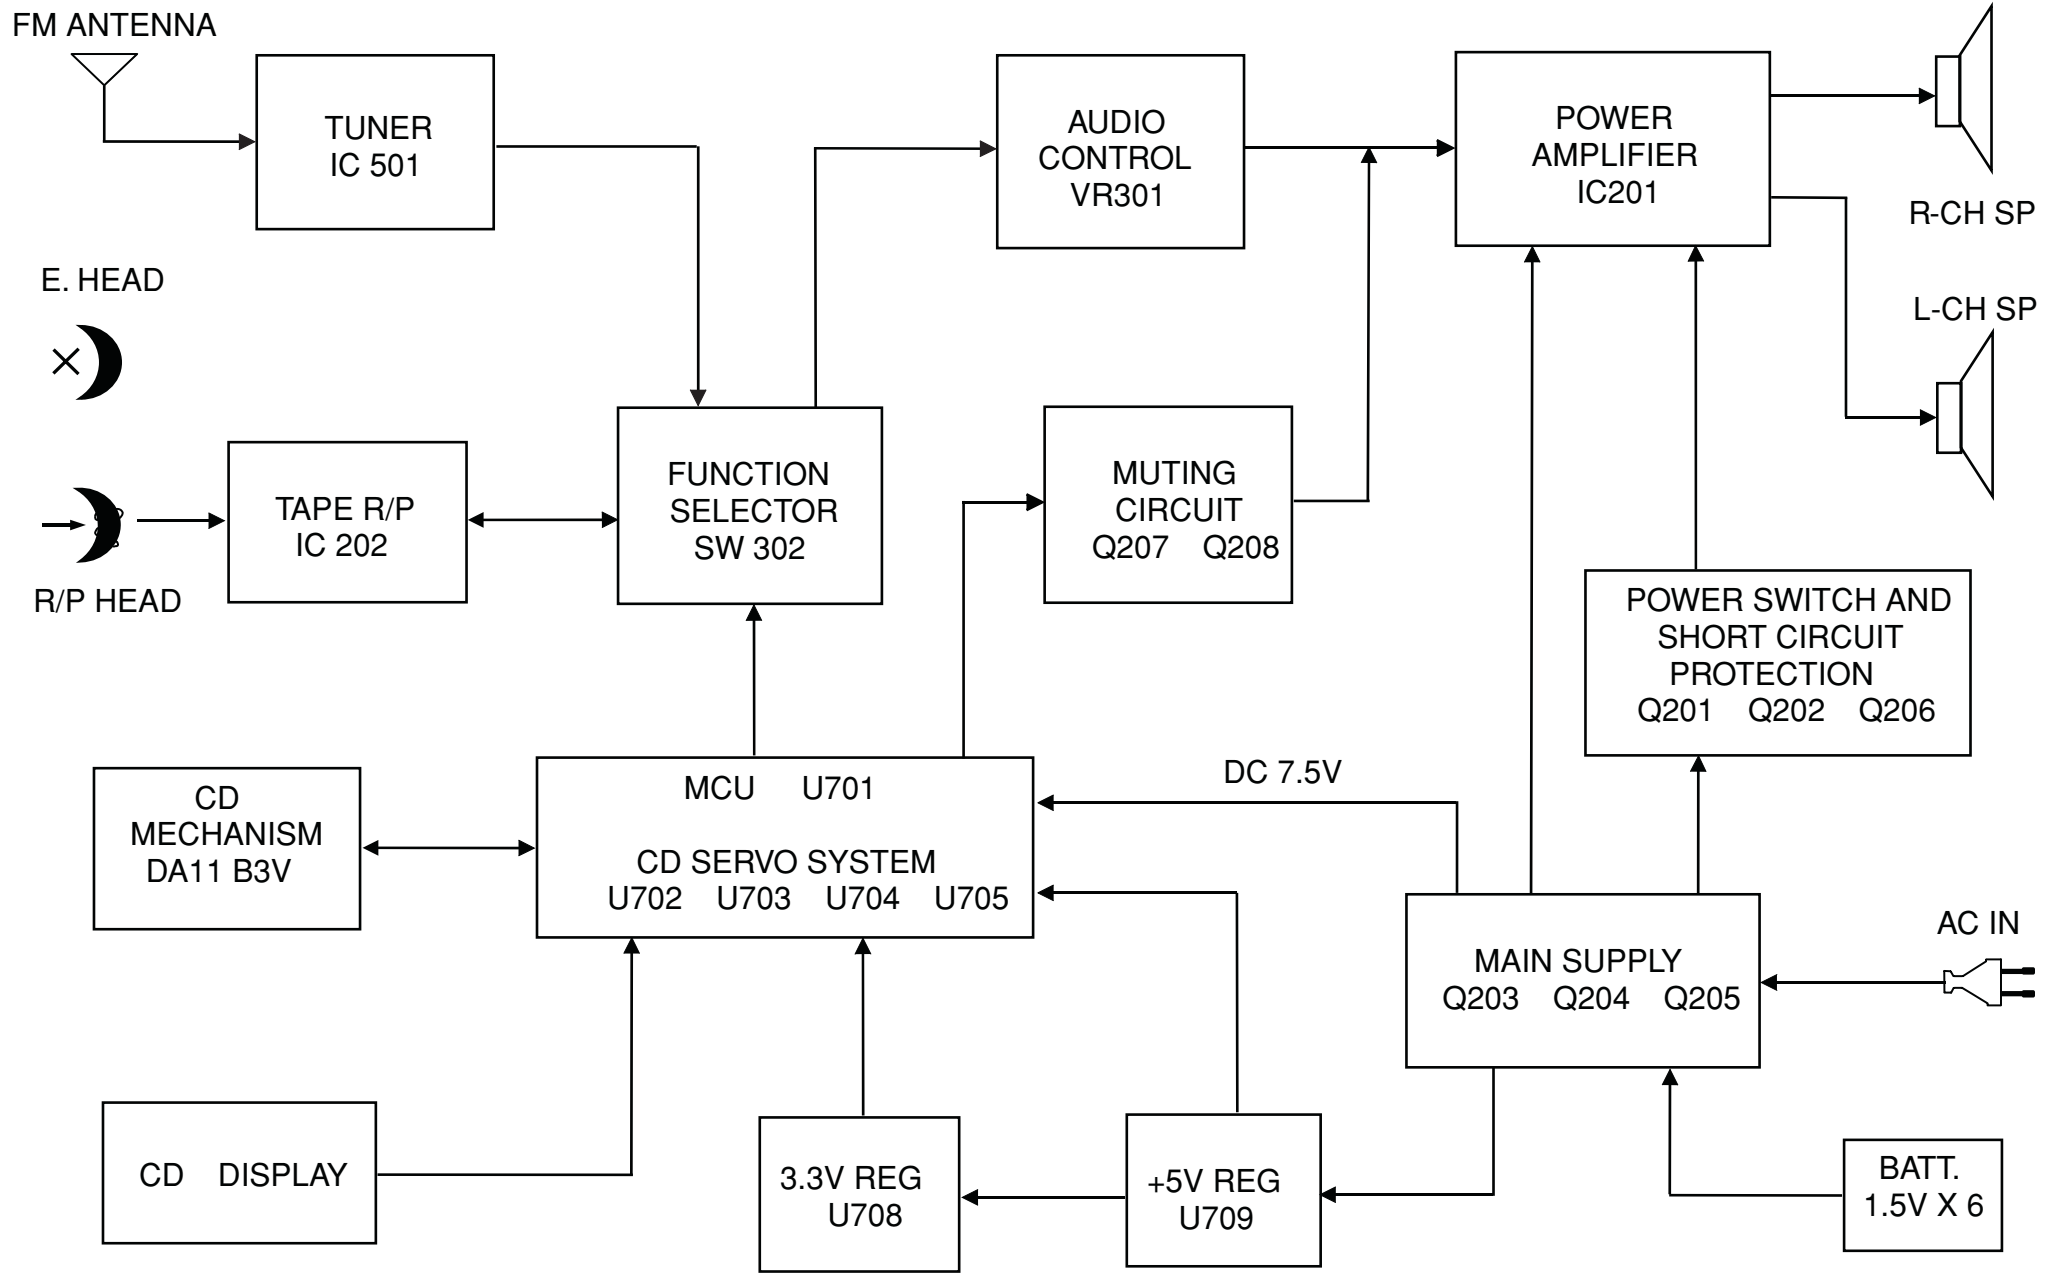 FM ANTENNA
TUNER
IC 501
AUDIO
CONTROL
VR301
POWER
AMPLIFIER
IC201
R-CH SP
E. HEAD
L-CH SP
TAPE R/P
IC 202
R/P HEAD
FUNCTION
SELECTOR
SW 302
MUTING
CIRCUIT
Q207 Q208
POWER SWITCH AND
SHORT CIRCUIT
PROTECTION
Q201 Q202 Q206
CD
MECHANISM
DA11 B3V
MCU U701
CD SERVO SYSTEM
U702 U703 U704 U705
DC 7.5V
MAIN SUPPLY
Q203 Q204 Q205
AC IN
CD DISPLAY
3.3V REG
U708
+5V REG
U709
BATT.
1.5V X 6